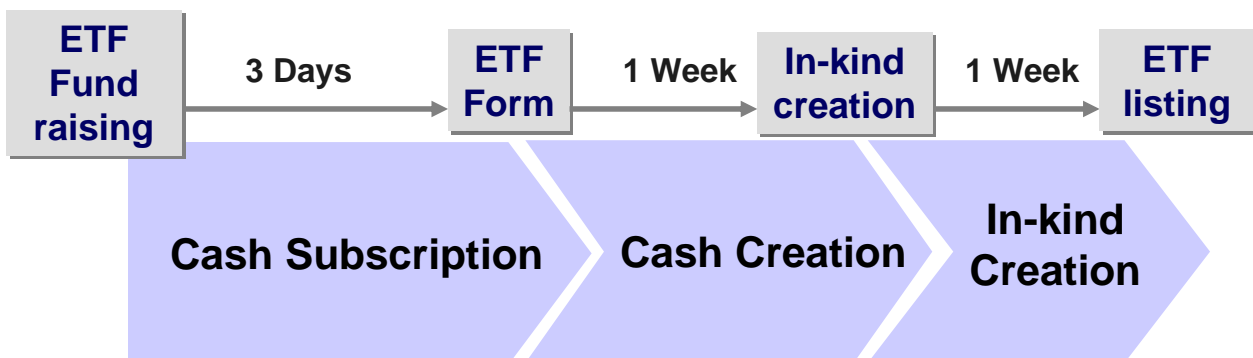 ETF
Fund
raising
3 Days
ETF
Form
1 Week
In-kind
creation
1 Week
ETF
listing
Cash Subscription
Cash Creation
In-kind
Creation